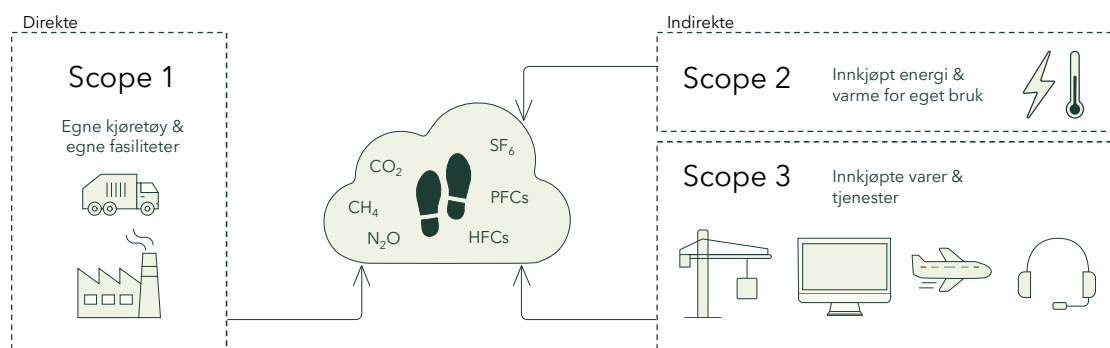 Direkte
Scope 1
Egne kjøretøy &
egne fasiliteter
CO₂
SF₆
CH₄
PFCs
N₂O
HFCs
Indirekte
Scope 2
Innkjøpt energi &
varme for eget bruk
Scope 3
Innkjøpte varer &
tjenester